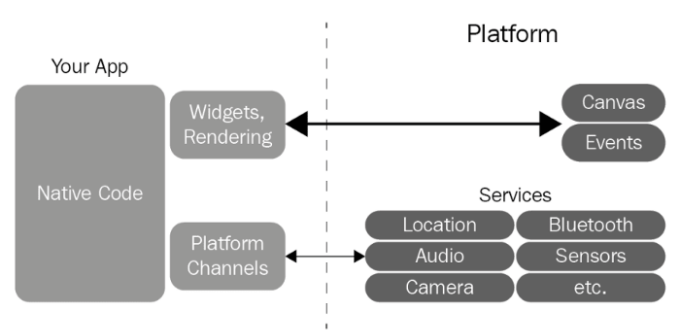 Platform
Your App
Widgets,
Rendering
Canvas
Events
Native Code
Services
Platform
Channels
Location
Bluetooth
Audio
Sensors
Camera
etc.